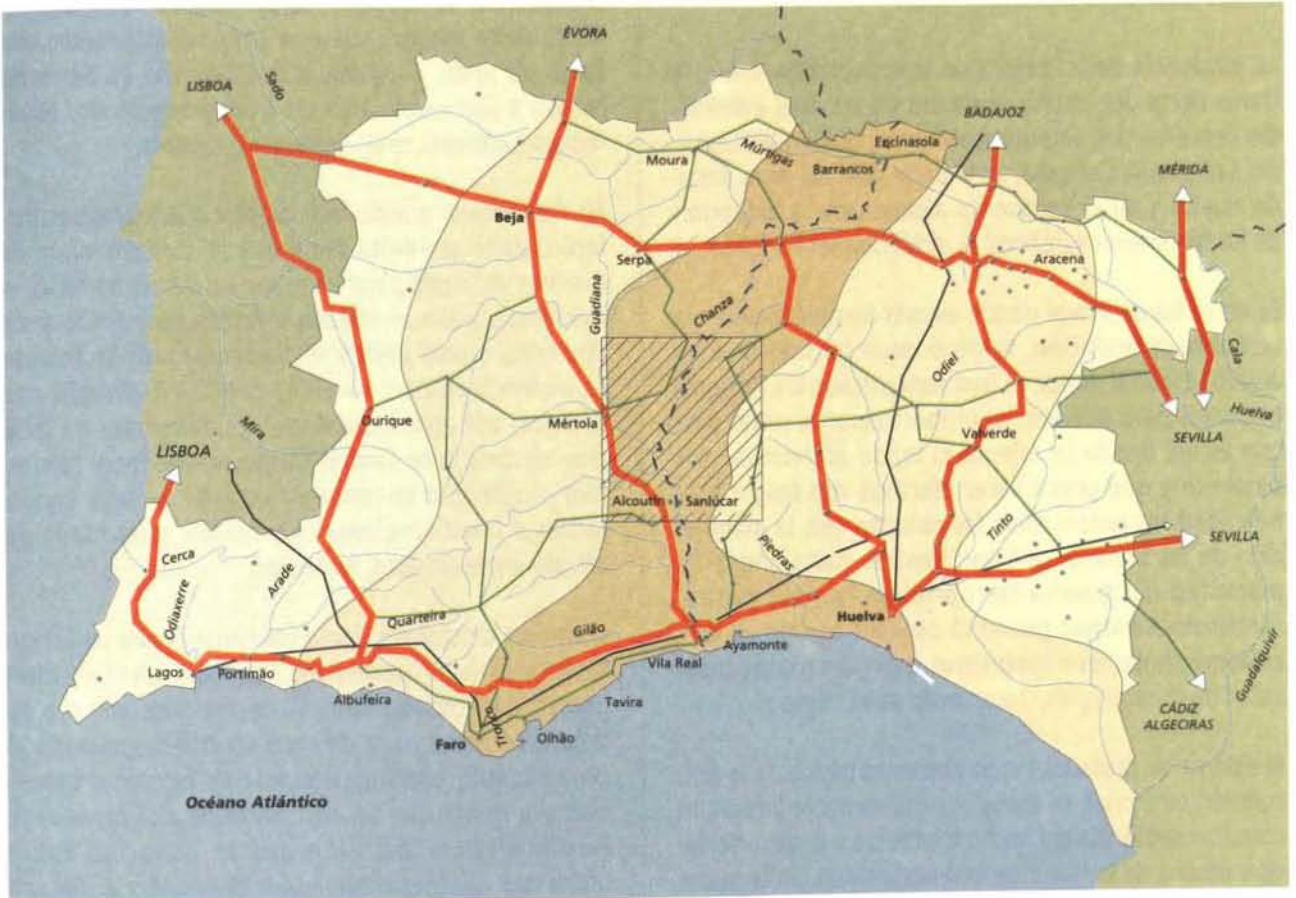 ÉVORA
LISBOA
Sado
BADAJOZ
Encinasola
Moura
Múrtigas
Barrancos
MÉRIDA
Beja
Serpa
Aracena
Guadiana
Chanza
Cala
Odiel
Huelva
Ourique
Mértola
Valverde
SEVILLA
Mira
LISBOA
Alcoutin
Sanlúcar
Tinto
Piedras
SEVILLA
Cerca
Odiaxerre
Arade
Quarteira
Gilão
Huelva
Guadalquivir
Lagos
Portimão
Vila Real
Ayamonte
Albufeira
Tavira
CÁDIZ
ALGECIRAS
Faro
Tronco
Olhão
Océano Atlántico